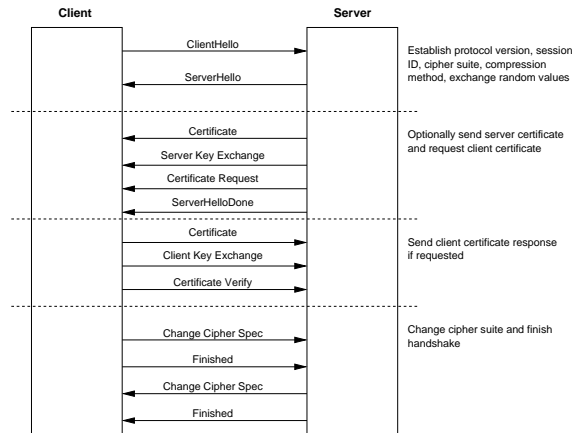 Client
Server
ClientHello
Establish protocol version, session
ID, cipher suite, compression
method, exchange random values
ServerHello
Certificate
Optionally send server certificate
and request client certificate
Server Key Exchange
Certificate Request
ServerHelloDone
Certificate
Send client certificate response
if requested
Client Key Exchange
Certificate Verify
Change Cipher Spec
Change cipher suite and finish
handshake
Finished
Change Cipher Spec
Finished